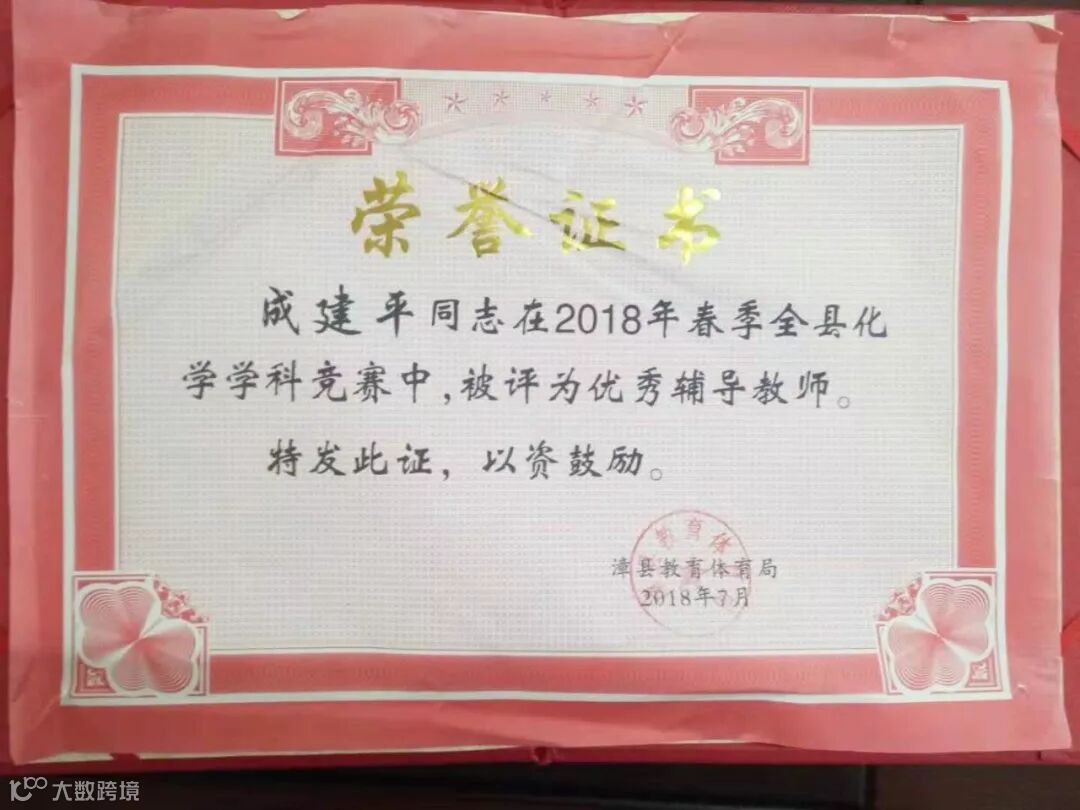 荣誉证书
成建平同志在2018年春季全县化
学学科竞赛中,被评为优秀辅导教师。
特发此证，以资鼓励。
教育体
漳县教育体育局
2018年7月
大数跨境